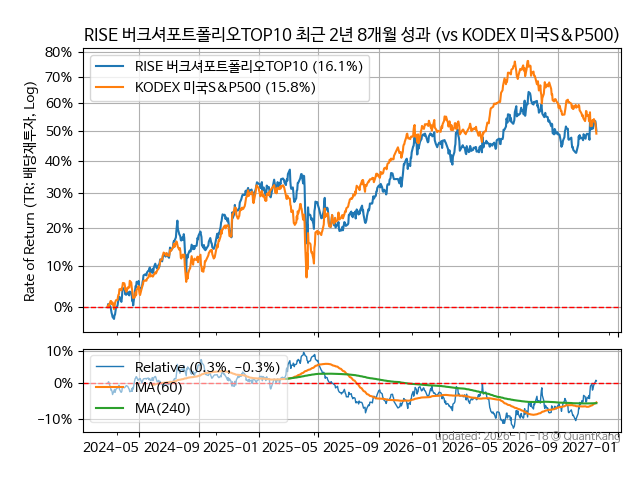 RISE 버크셔포트폴리오TOP10 최근 2년 8개월 성과 (vs KODEX 미국S&P500)
80%
70%
60%
50%
40%
30%
20%
10%
0%
Rate of Return (TR: 배당재투자, Log)
RISE 버크셔포트폴리오TOP10 (16.1%)
KODEX 미국S&P500 (15.8%)
10%
0%
−10%
Relative (0.3%, −0.3%)
MA(60)
MA(240)
2024−05 2024−09 2025−01 2025−05 2025−09 2026−01 2026−05 2026−09 2027−01
updated: 2026−11−18 © QuantKang